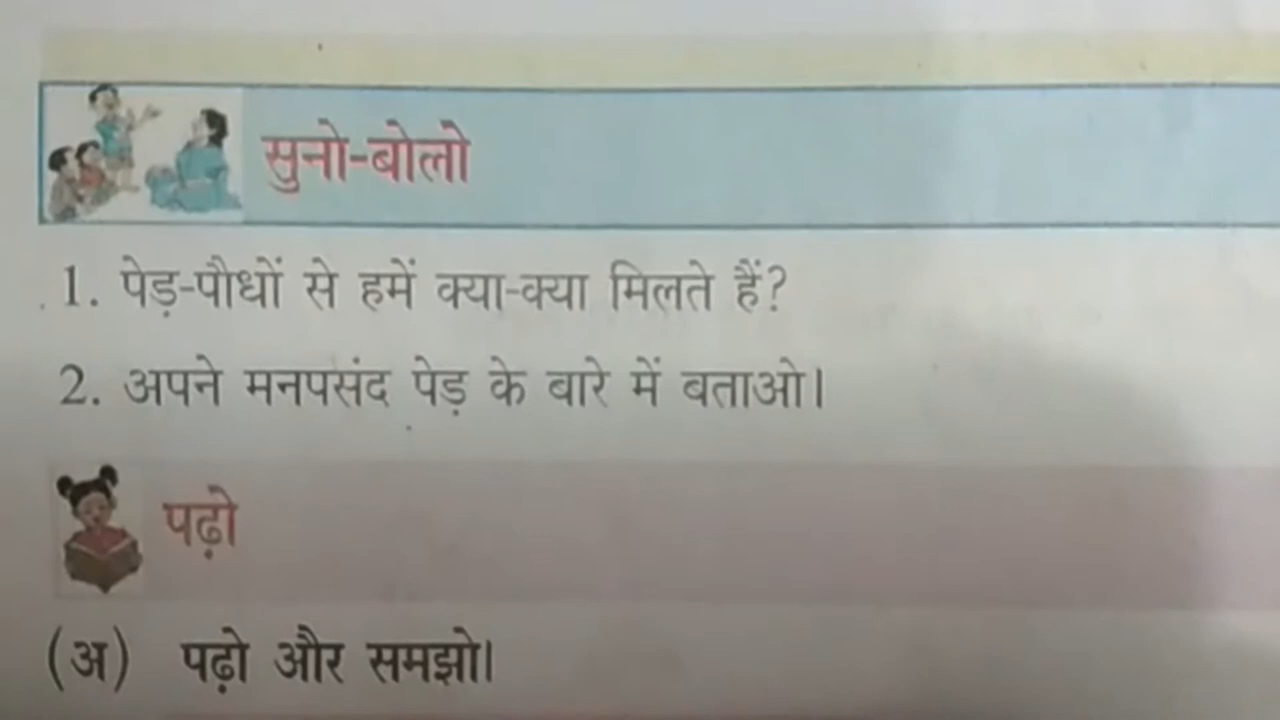 सुनो-बोलो
1. पेड़-पौधों से हमें क्या-क्या मिलते हैं?
2. अपने मनपसंद पेड़ के बारे में बताओ।
पढ़ो
(अ) पढ़ो और समझो।